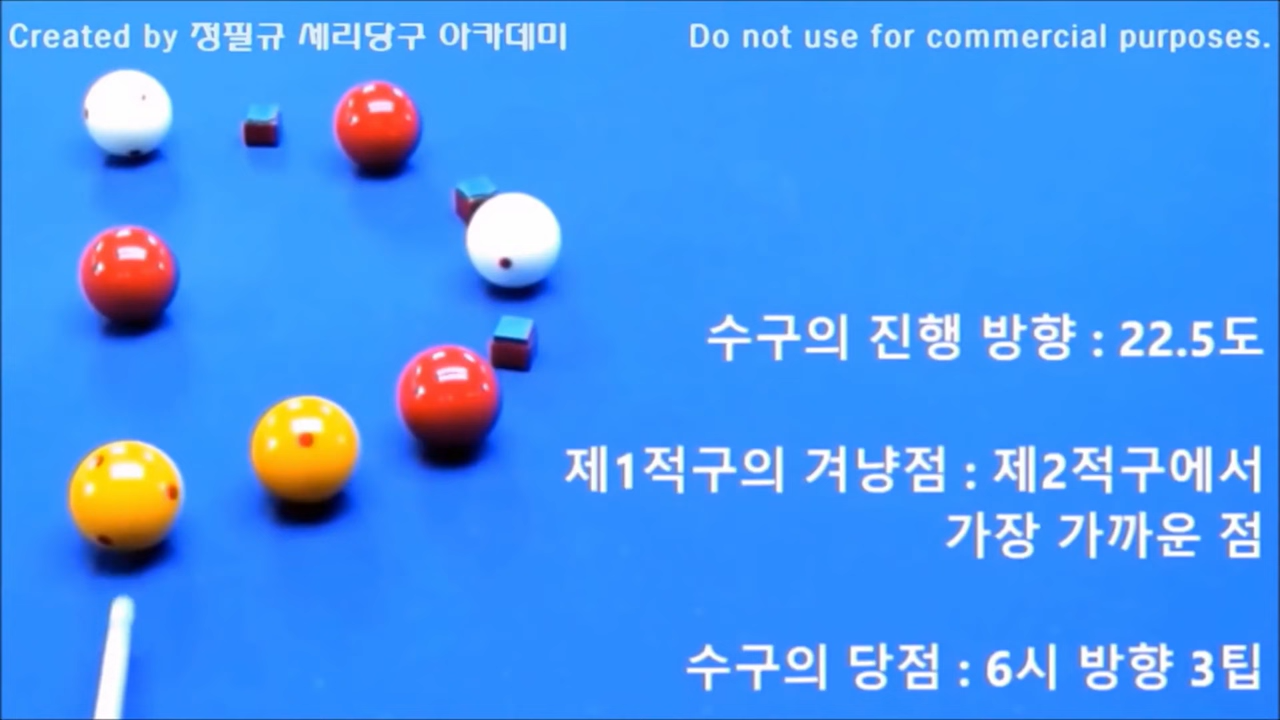 Created by 정필규 세리당구 아카데미
Do not use for commercial purposes.
수구의 진행 방향 : 22.5도
제1적구의 겨냥점 : 제2적구에서
가장 가까운 점
수구의 당점 : 6시 방향 3팁